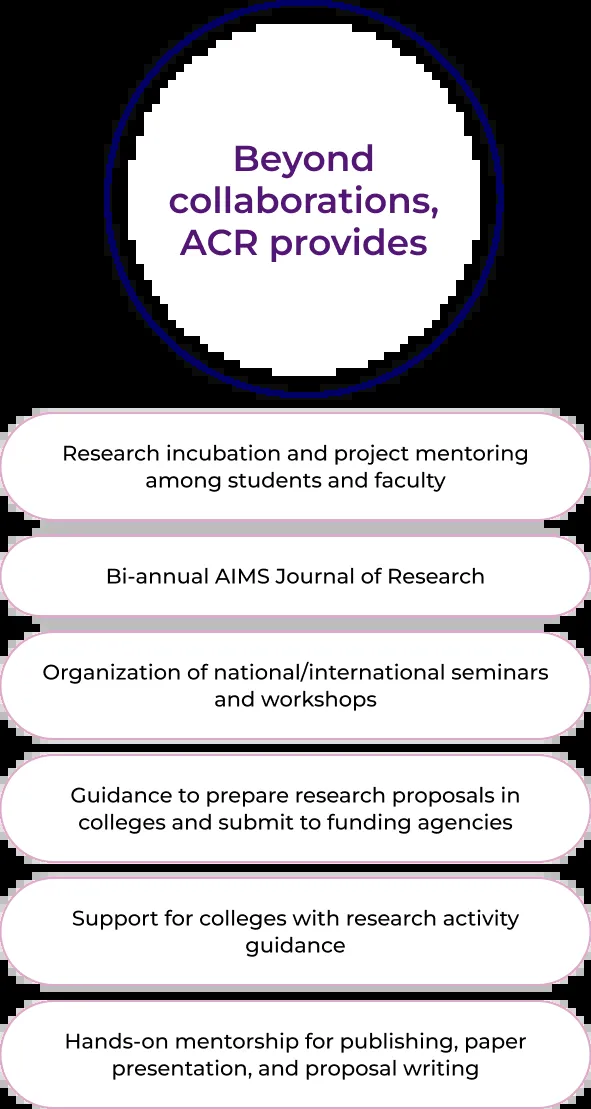 Beyond
collaborations,
ACR provides
Research incubation and project mentoring
among students and faculty
Bi-annual AIMS Journal of Research
Organization of national/international seminars
and workshops
Guidance to prepare research proposals in
colleges and submit to funding agencies
Support for colleges with research activity
guidance
Hands-on mentorship for publishing, paper
presentation, and proposal writing